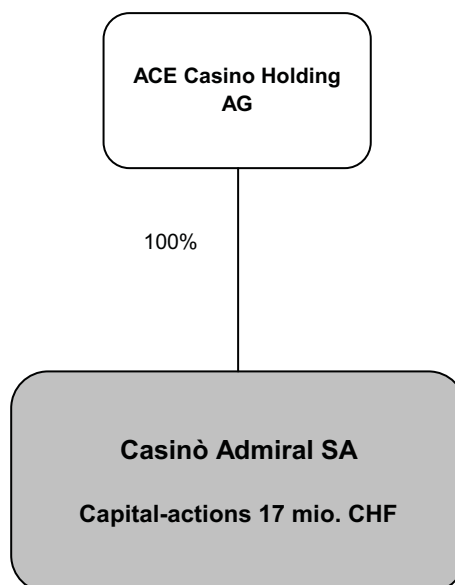 ACE Casino Holding
AG
100%
Casinò Admiral SA
Capital-actions 17 mio. CHF